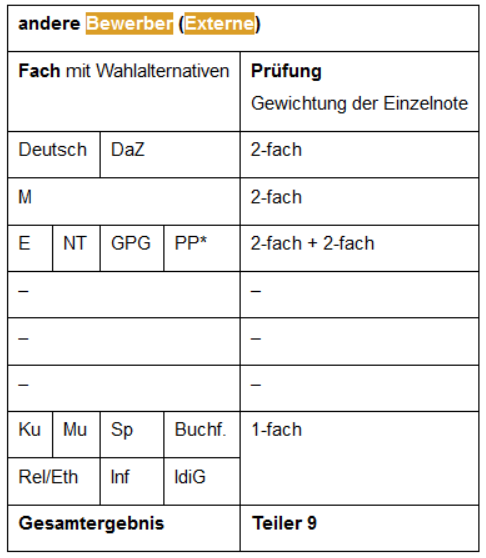 andere Bewerber (Externe)
Fach mit Wahlalternativen Prüfung
Gewichtung der Einzelnote
Deutsch DaZ 2-fach
M 2-fach
E NT GPG PP* 2-fach + 2-fach
– –
– –
– –
Ku Mu Sp Buchf. 1-fach
Rel/Eth Inf IdiG
Gesamtergebnis Teiler 9